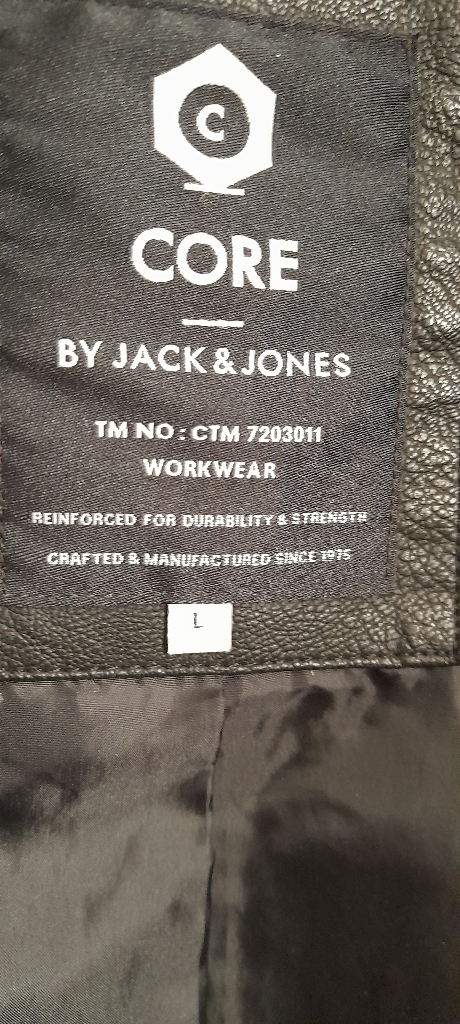 C
CORE
BY JACK & JONES
TM NO : CTM 7203011
WORKWEAR
REINFORCED FOR DURABILITY & STRENGTH
CRAFTED & MANUFACTURED SINCE 1975
L